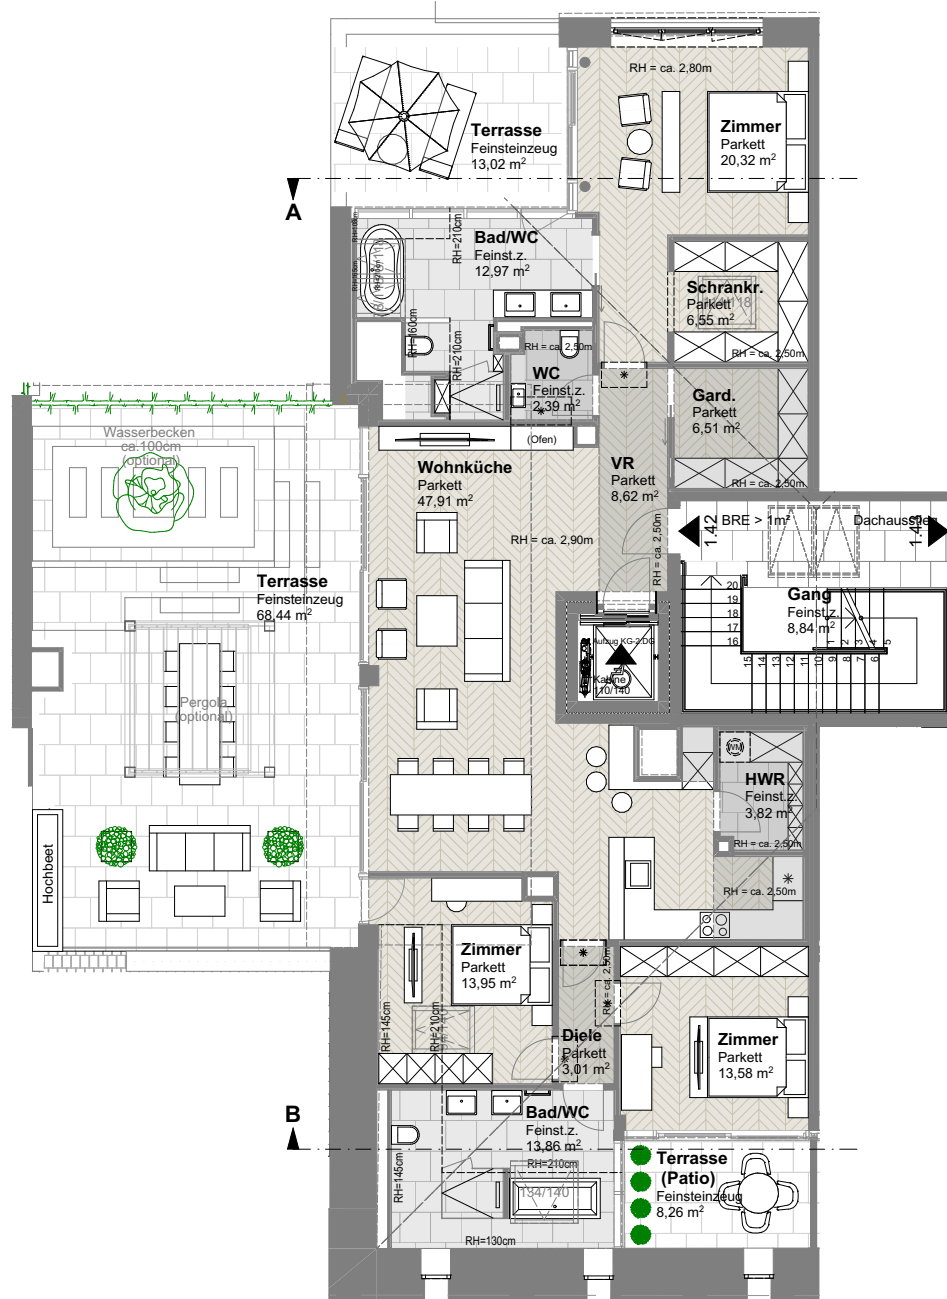 RH = ca. 2,80m
Terrasse
Feinsteinzeug
13,02 m²
Zimmer
Parkett
20,32 m²
A
RH=210cm
Bad/WC
Feinst.z.
12,97 m²
Schrankr.
Parkett
6,55 m²
RH = ca. 2,50m
RH=160cm
RH=210cm
RH = ca. 2,50m
WC
Feinst.z.
2,39 m²
Gard.
Parkett
6,51 m²
RH = ca. 2,50m
Wasserbecken
ca.100cm
(optional)
(Ofen)
Wohnküche
Parkett
47,91 m²
VR
Parkett
8,62 m²
RH = ca. 2,90m
RH = ca. 2,50m
1.42
BRE > 1m²
Dachausstieg
1.43
Terrasse
Feinsteinzeug
68,44 m²
Gang
Feinst.z.
8,84 m²
20
19
18
17
16
15
14
13
12
11
10
9
8
7
6
1
2
3
4
5
Aufzug KG-2.DG
Kabine
110/140
Pergola
(optional)
WM
HWR
Feinst.z.
3,82 m²
RH = ca. 2,50m
RH = ca. 2,50m
Hochbeet
Zimmer
Parkett
13,95 m²
RH=145cm
RH=210cm
RH = ca. 2,50m
Diele
Parkett
3,01 m²
Zimmer
Parkett
13,58 m²
B
Bad/WC
Feinst.z.
13,86 m²
RH=210cm
RH=145cm
134/140
RH=130cm
Terrasse
(Patio)
Feinsteinzeug
8,26 m²